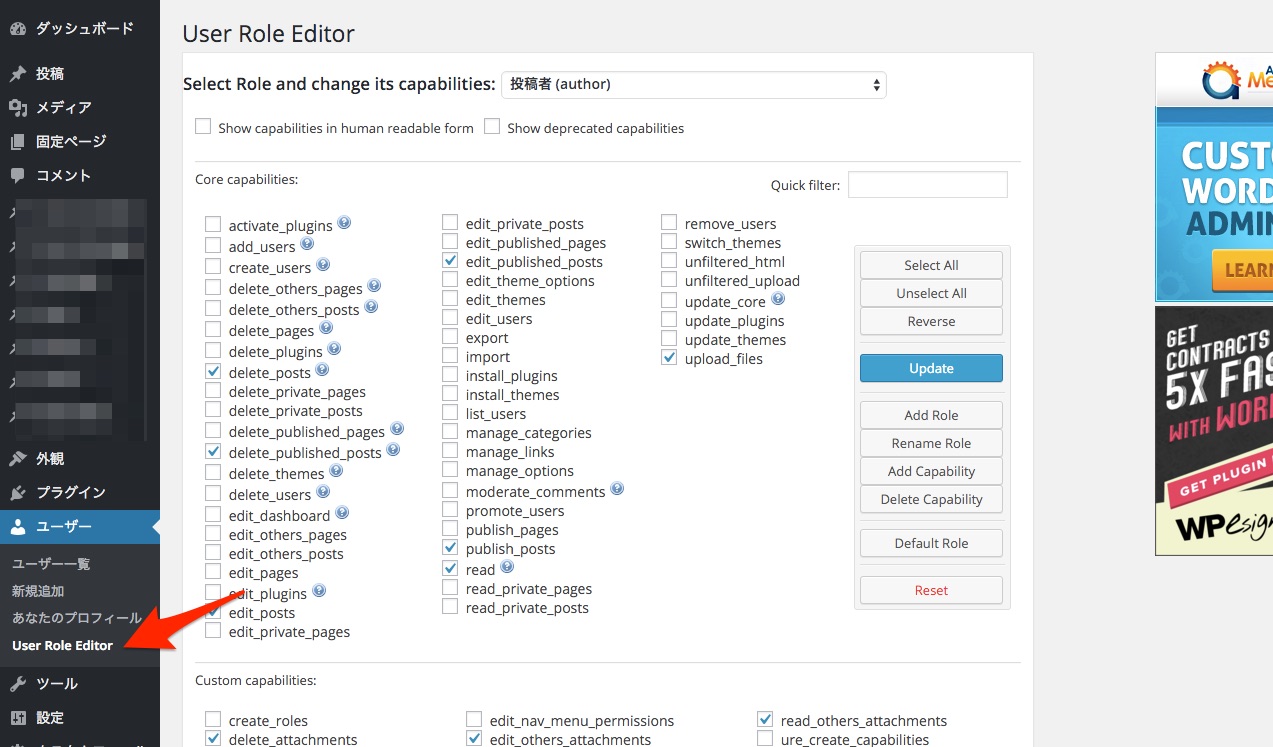 ダッシュボード
投稿
メディア
固定ページ
コメント
外観
プラグイン
ユーザー
ユーザー一覧
新規追加
あなたのプロフィール
User Role Editor
ツール
設定
User Role Editor
Select Role and change its capabilities: 投稿者 (author)
Show capabilities in human readable form Show deprecated capabilities
Core capabilities:
Quick filter:
activate_plugins
add_users
create_users
delete_others_pages
delete_others_posts
delete_pages
delete_plugins
delete_posts
delete_private_pages
delete_private_posts
delete_published_pages
delete_published_posts
delete_themes
delete_users
edit_dashboard
edit_others_pages
edit_others_posts
edit_pages
edit_plugins
edit_posts
edit_private_pages
edit_private_posts
edit_published_pages
edit_published_posts
edit_theme_options
edit_themes
edit_users
export
import
install_plugins
install_themes
list_users
manage_categories
manage_links
manage_options
moderate_comments
promote_users
publish_pages
publish_posts
read
read_private_pages
read_private_posts
remove_users
switch_themes
unfiltered_html
unfiltered_upload
update_core
update_plugins
update_themes
upload_files
Select All
Unselect All
Reverse
Update
Add Role
Rename Role
Add Capability
Delete Capability
Default Role
Reset
Custom capabilities:
create_roles
delete_attachments
edit_nav_menu_permissions
edit_others_attachments
read_others_attachments
ure_create_capabilities
A
Me
CUST
WORD
ADMIN
LEARN
GET
CONTRACTS
5X FAS
WITH WOR
GET PLUGIN
WPesign